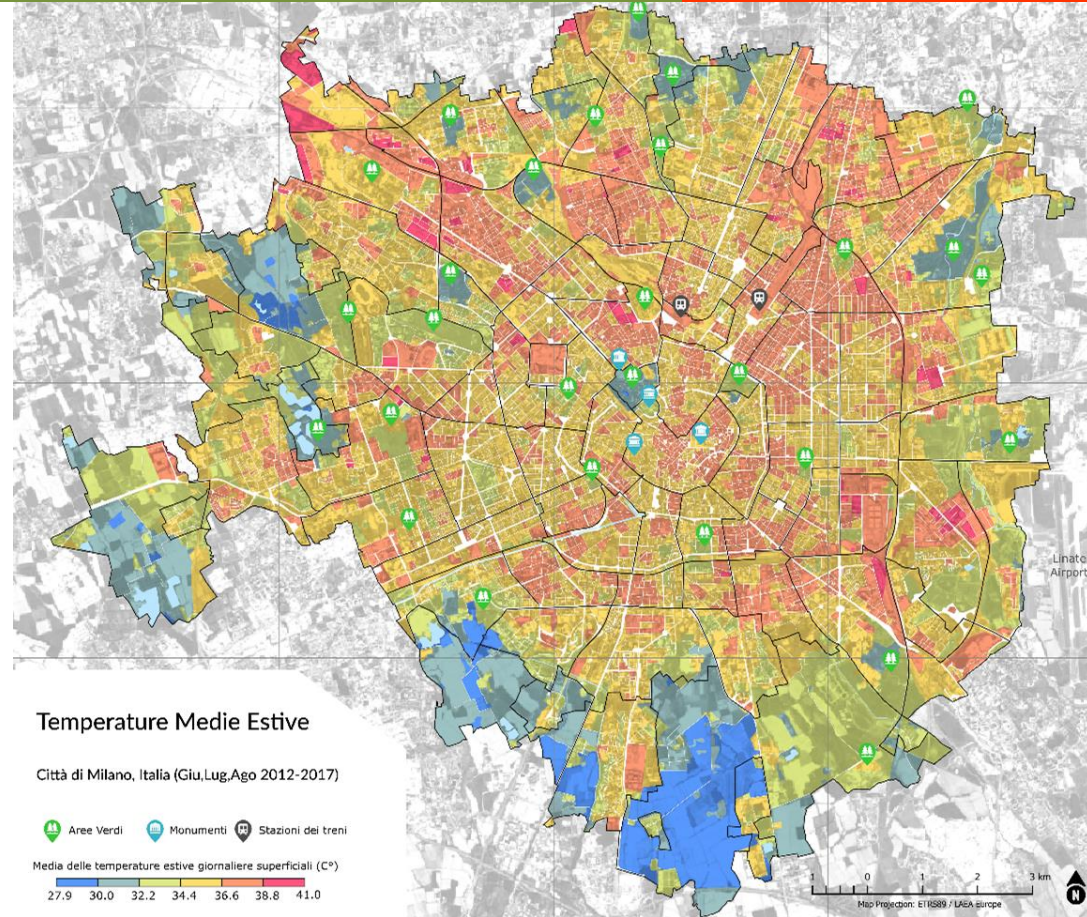 Linate
Airport
Temperature Medie Estive
Città di Milano, Italia (Giu,Lug,Ago 2012-2017)
Aree Verdi Monumenti Stazioni dei treni
Media delle temperature estive giornaliere superficiali (C°)
27.9 30.0 32.2 34.4 36.6 38.8 41.0
1 0 1 2 3 km
Map Projection: ETRS89 / LAEA Europe
N